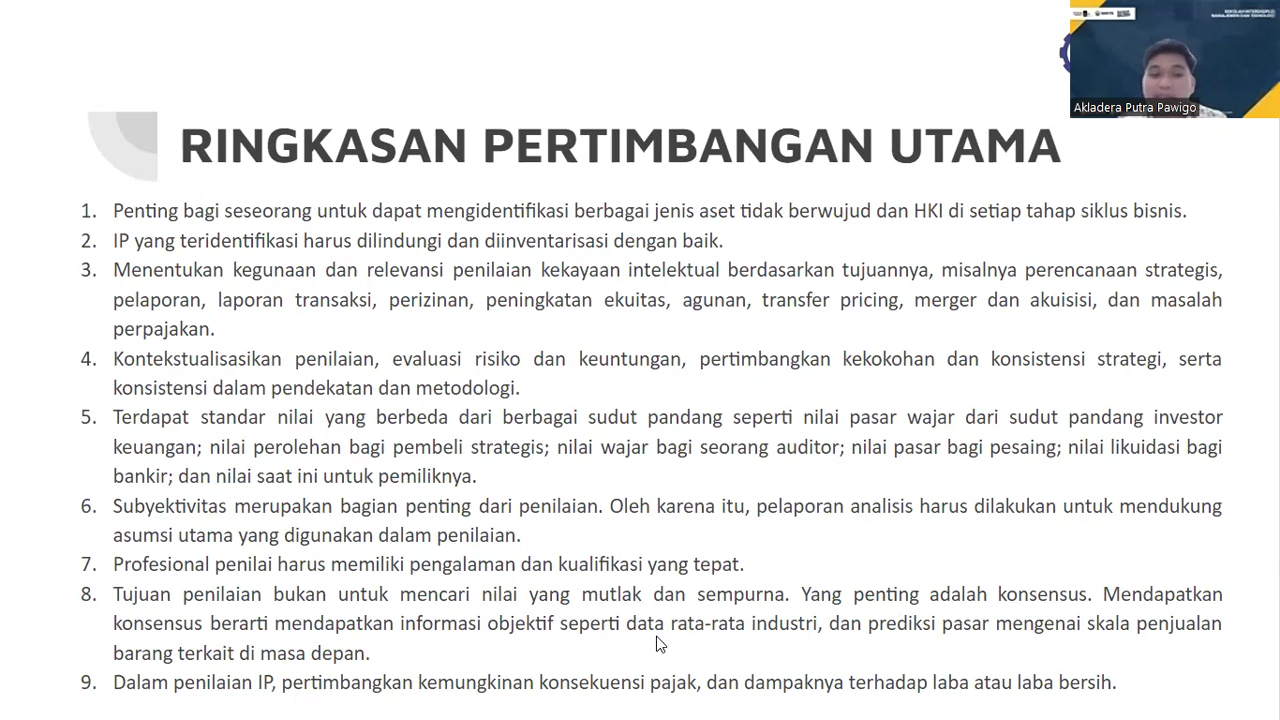 Akladera Putra Pawigo
RINGKASAN PERTIMBANGAN UTAMA
1. Penting bagi seseorang untuk dapat mengidentifikasi berbagai jenis aset tidak berwujud dan HKI di setiap tahap siklus bisnis.
2. IP yang teridentifikasi harus dilindungi dan diinventarisasi dengan baik.
3. Menentukan kegunaan dan relevansi penilaian kekayaan intelektual berdasarkan tujuannya, misalnya perencanaan strategis,
pelaporan, laporan transaksi, perizinan, peningkatan ekuitas, agunan, transfer pricing, merger dan akuisisi, dan masalah
perpajakan.
4. Kontekstualisasikan penilaian, evaluasi risiko dan keuntungan, pertimbangkan kekokohan dan konsistensi strategi, serta
konsistensi dalam pendekatan dan metodologi.
5. Terdapat standar nilai yang berbeda dari berbagai sudut pandang seperti nilai pasar wajar dari sudut pandang investor
keuangan; nilai perolehan bagi pembeli strategis; nilai wajar bagi seorang auditor; nilai pasar bagi pesaing; nilai likuidasi bagi
bankir; dan nilai saat ini untuk pemiliknya.
6. Subyektivitas merupakan bagian penting dari penilaian. Oleh karena itu, pelaporan analisis harus dilakukan untuk mendukung
asumsi utama yang digunakan dalam penilaian.
7. Profesional penilai harus memiliki pengalaman dan kualifikasi yang tepat.
8. Tujuan penilaian bukan untuk mencari nilai yang mutlak dan sempurna. Yang penting adalah konsensus. Mendapatkan
konsensus berarti mendapatkan informasi objektif seperti data rata-rata industri, dan prediksi pasar mengenai skala penjualan
barang terkait di masa depan.
9. Dalam penilaian IP, pertimbangkan kemungkinan konsekuensi pajak, dan dampaknya terhadap laba atau laba bersih.